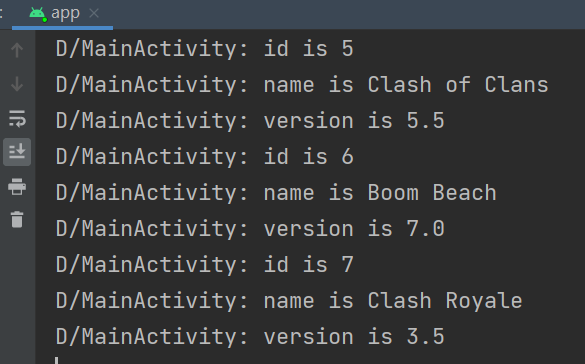 app
D/MainActivity: id is 5
D/MainActivity: name is Clash of Clans
D/MainActivity: version is 5.5
D/MainActivity: id is 6
D/MainActivity: name is Boom Beach
D/MainActivity: version is 7.0
D/MainActivity: id is 7
D/MainActivity: name is Clash Royale
D/MainActivity: version is 3.5